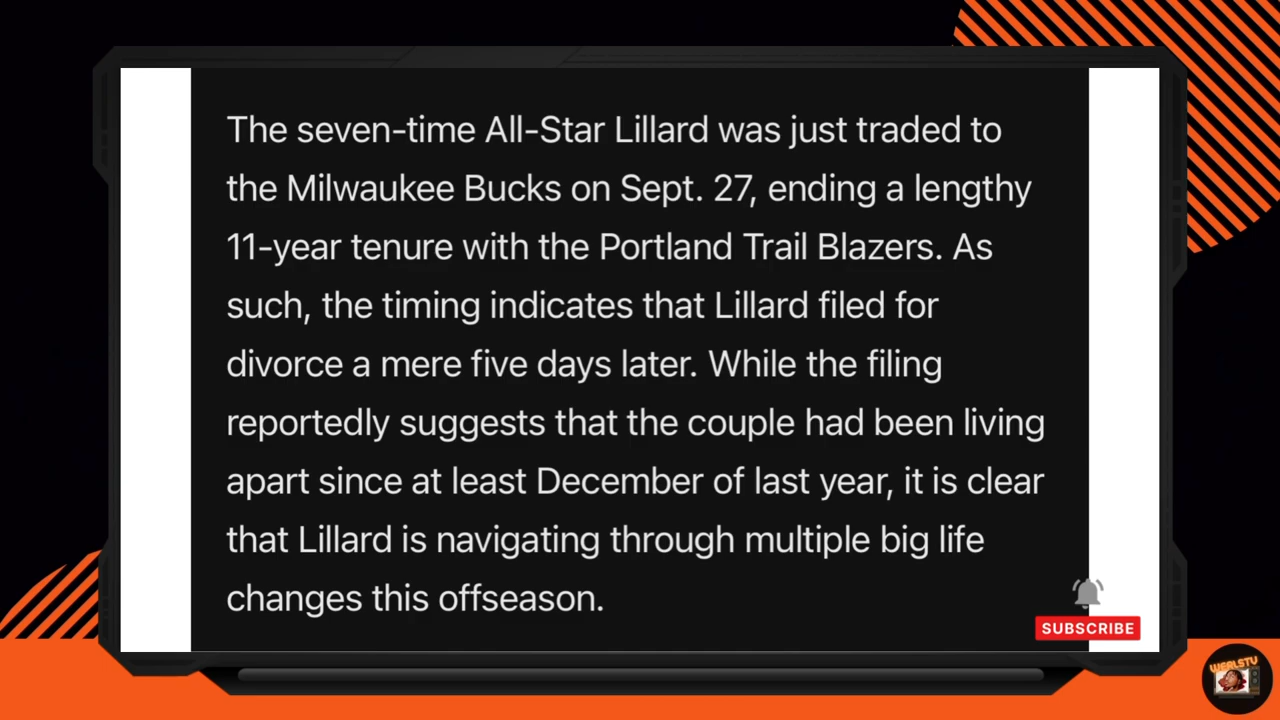 The seven-time All-Star Lillard was just traded to
the Milwaukee Bucks on Sept. 27, ending a lengthy
11-year tenure with the Portland Trail Blazers. As
such, the timing indicates that Lillard filed for
divorce a mere five days later. While the filing
reportedly suggests that the couple had been living
apart since at least December of last year, it is clear
that Lillard is navigating through multiple big life
changes this offseason.
SUBSCRIBE